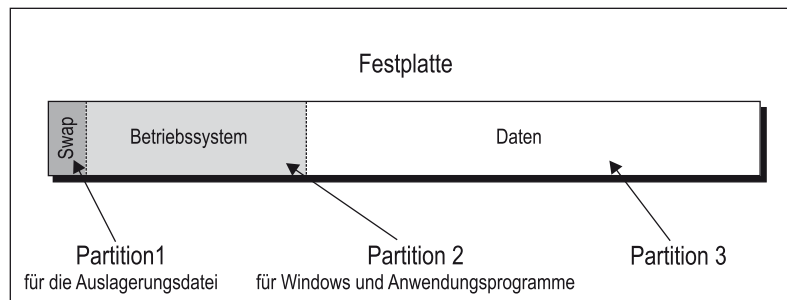 Festplatte
Swap
Betriebssystem
Daten
Partition1
für die Auslagerungsdatei
Partition 2
für Windows und Anwendungsprogramme
Partition 3